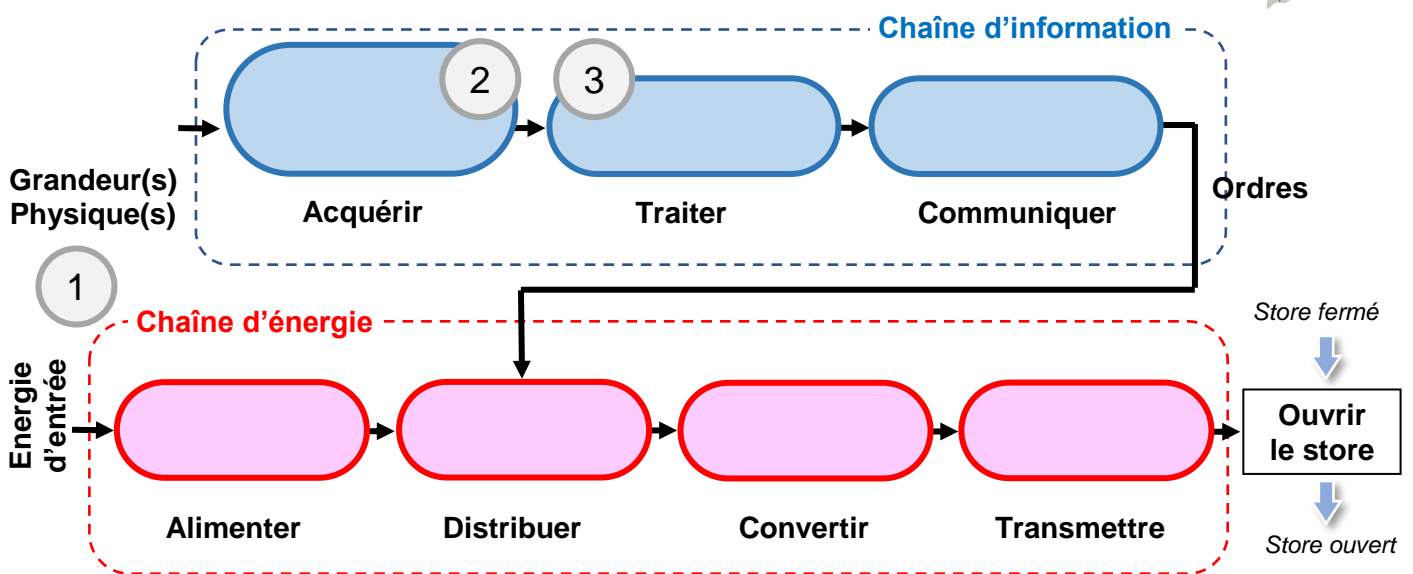 Chaîne d'information
2
3
Grandeur(s)
Physique(s)
Acquérir
Traiter
Communiquer
Ordres
1
Chaîne d'énergie
Store fermé
Energie
d'entrée
Ouvrir
le store
Alimenter
Distribuer
Convertir
Transmettre
Store ouvert